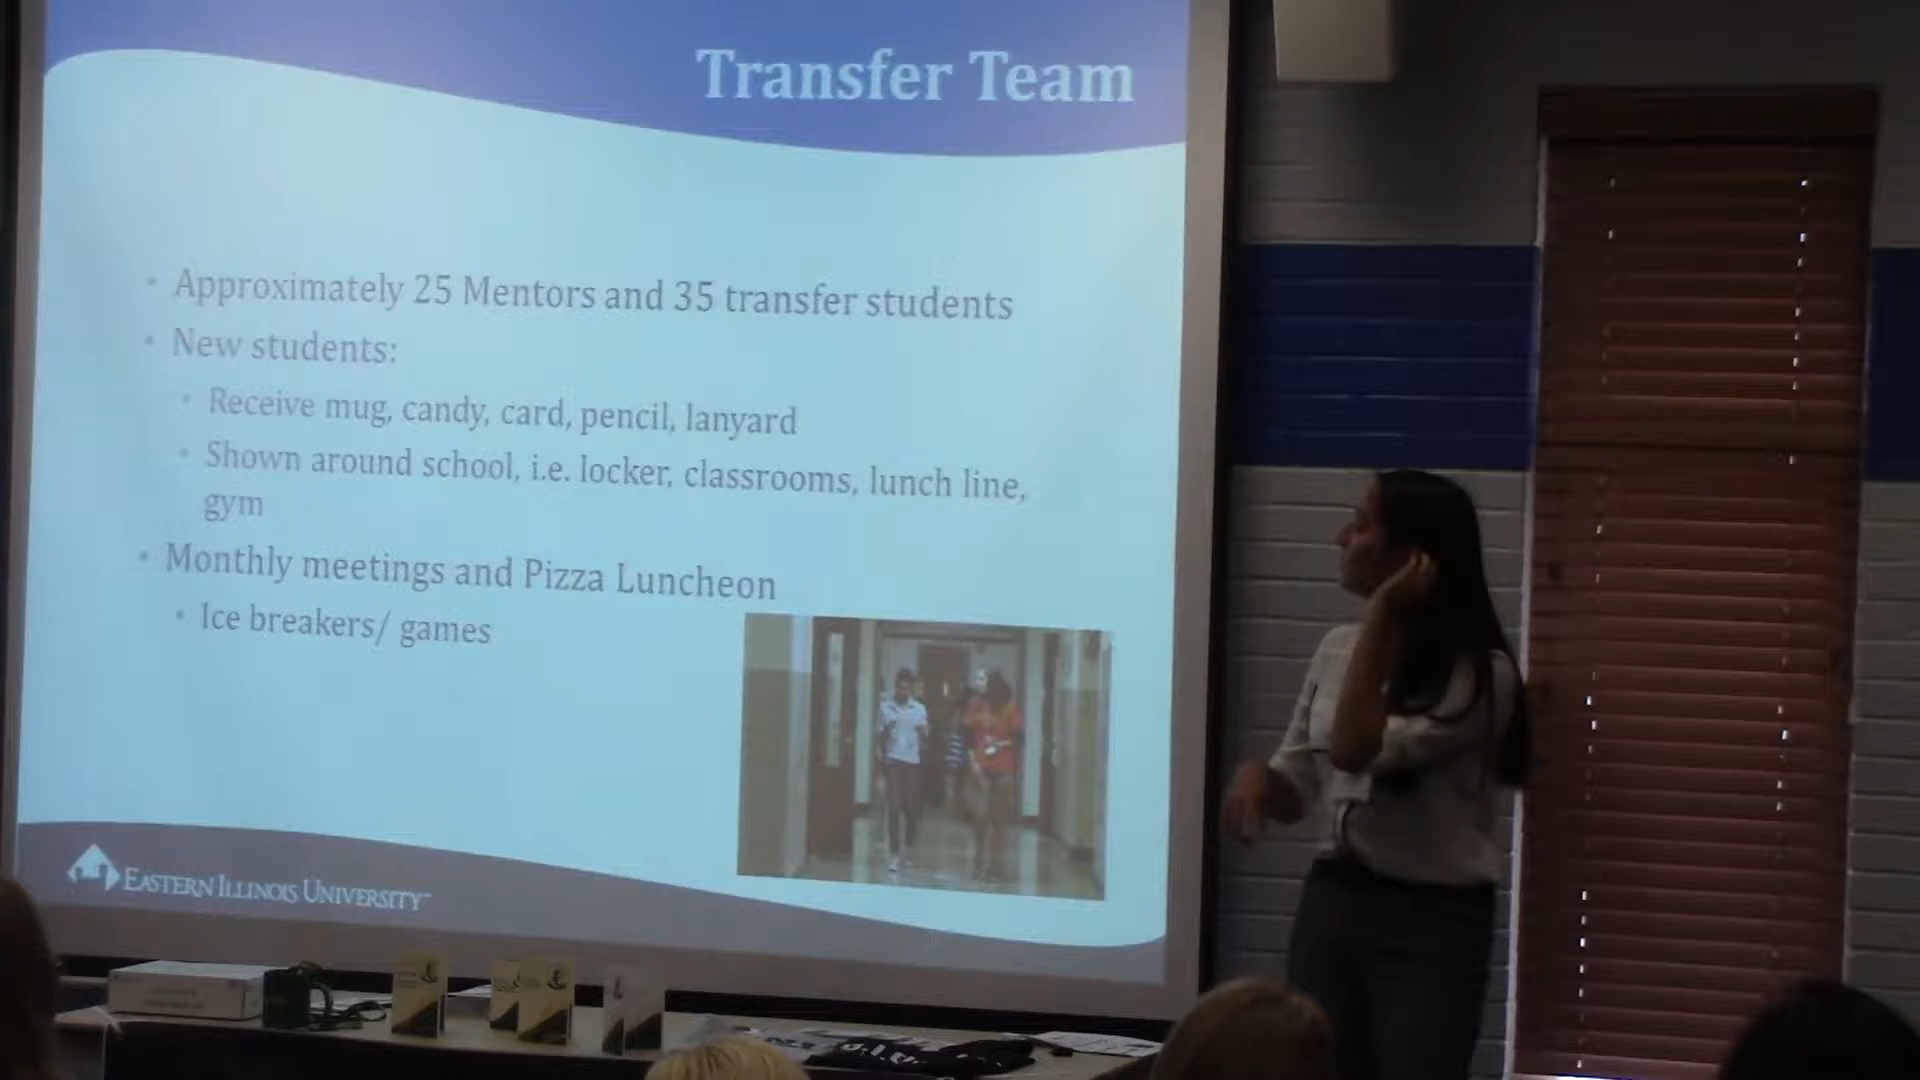 Transfer Team
• Approximately 25 Mentors and 35 transfer students
• New students:
• Receive mug, candy, card, pencil, lanyard
• Shown around school, i.e. locker, classrooms, lunch line,
gym
• Monthly meetings and Pizza Luncheon
• Ice breakers/ games
EASTERN ILLINOIS UNIVERSITY™